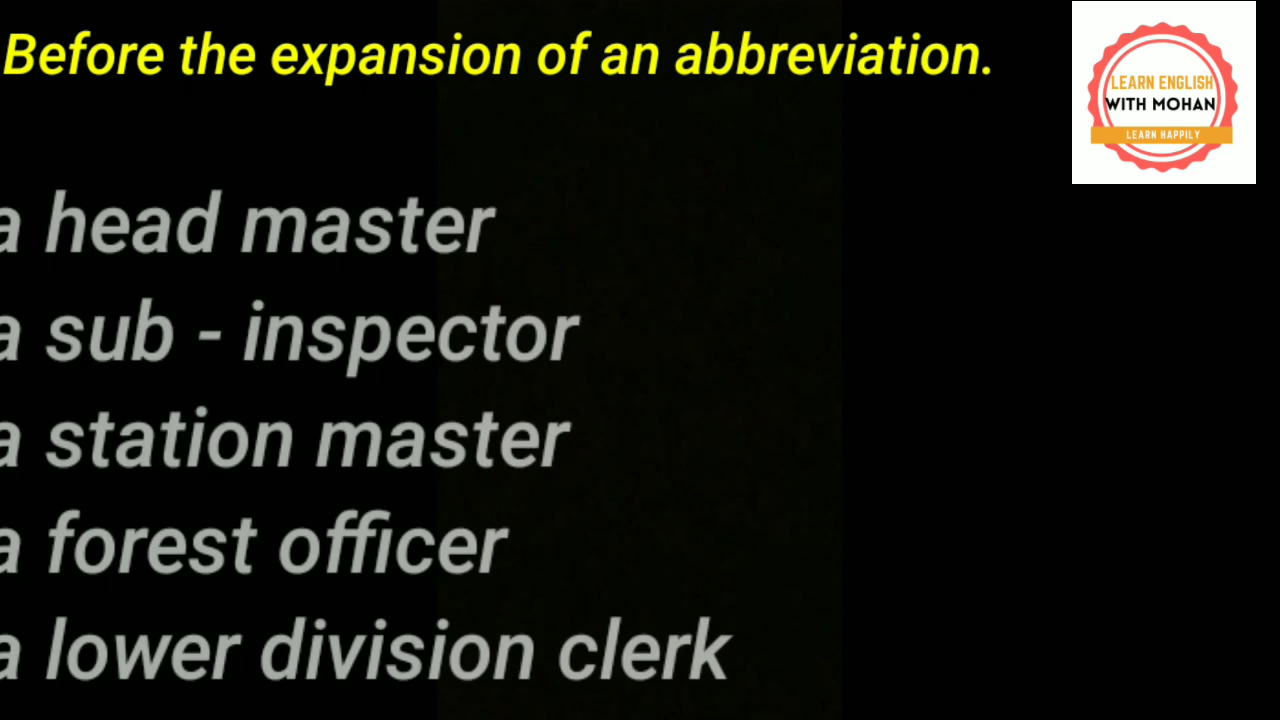 Before the expansion of an abbreviation.
LEARN ENGLISH
WITH MOHAN
LEARN HAPPILY
a head master
a sub - inspector
a station master
a forest officer
a lower division clerk